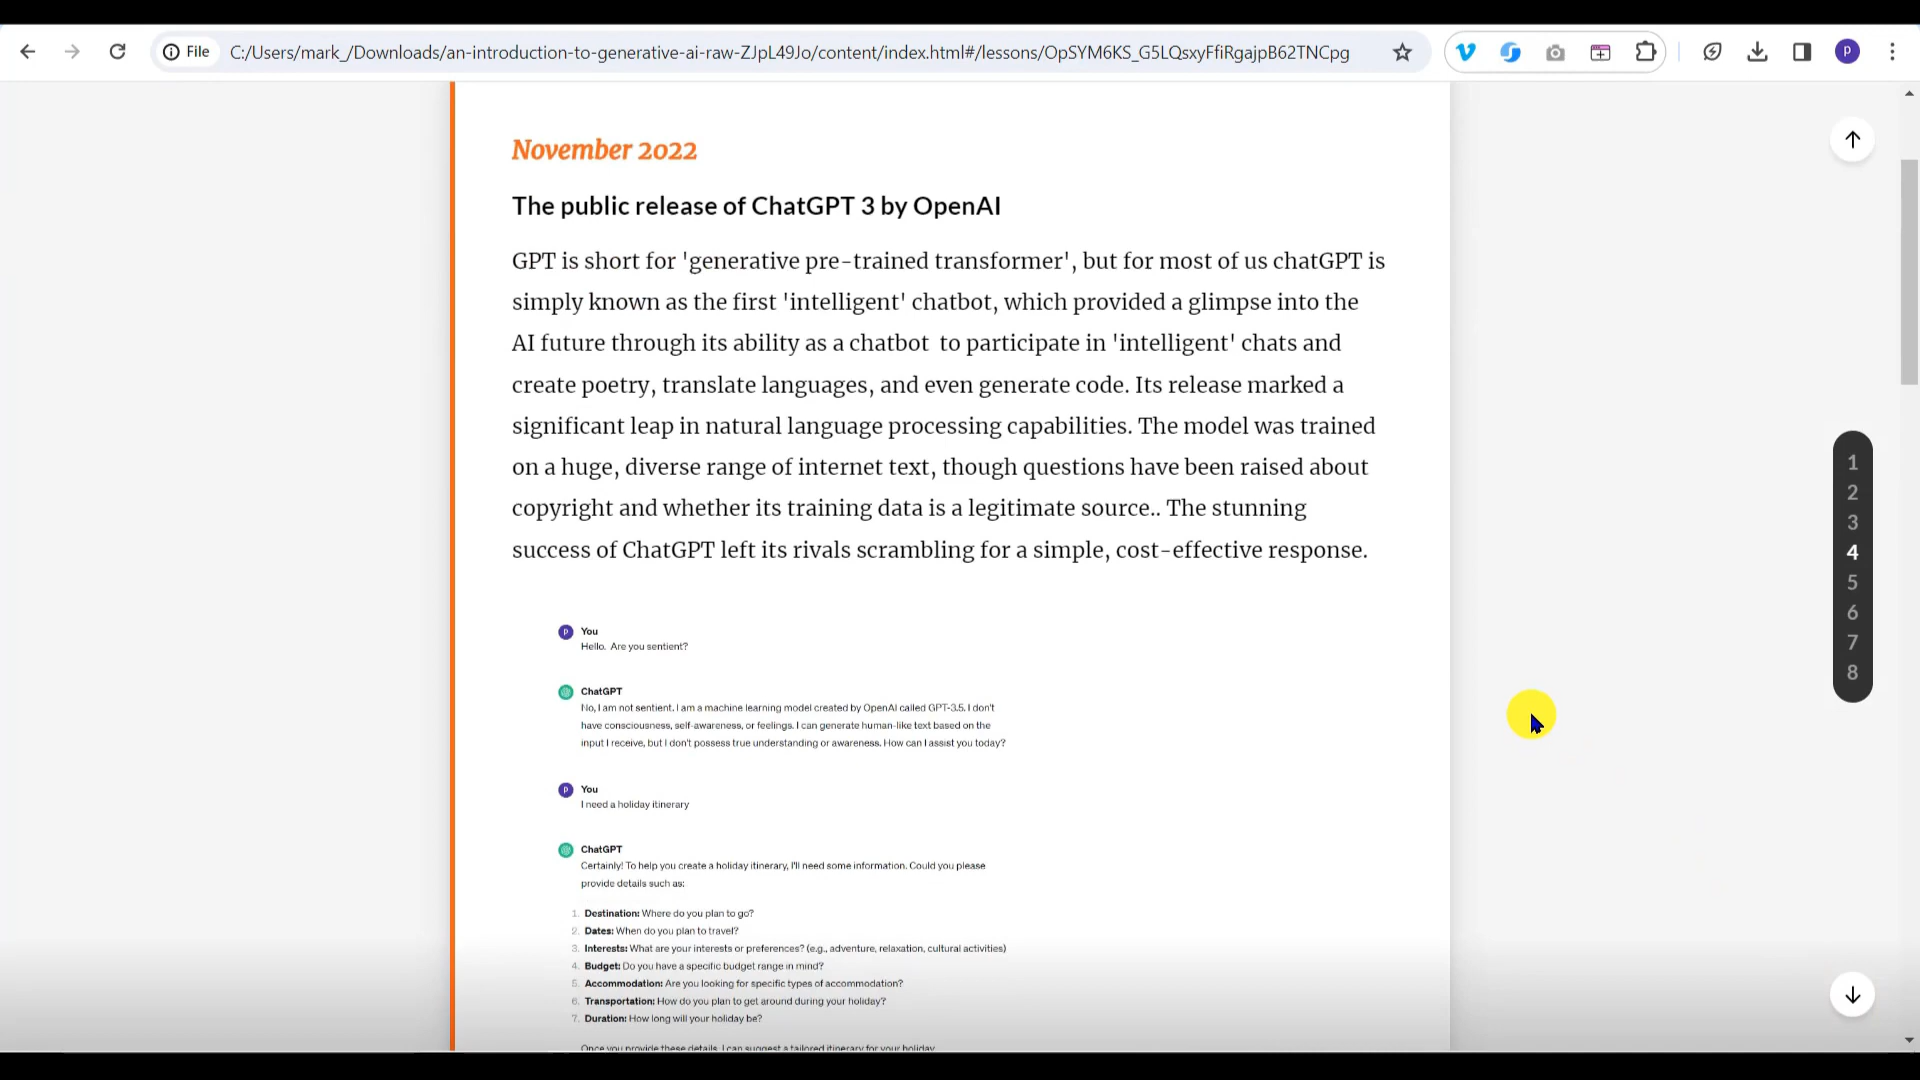 File
C:/Users/mark_/Downloads/an-introduction-to-generative-ai-raw-ZJpL49Jo/content/index.html#/lessons/OpSYM6KS_G5LQsxyFfiRgajpB62TNCpg
P
November 2022
The public release of ChatGPT 3 by OpenAI
GPT is short for 'generative pre-trained transformer', but for most of us chatGPT is
simply known as the first 'intelligent' chatbot, which provided a glimpse into the
AI future through its ability as a chatbot  to participate in 'intelligent' chats and
create poetry, translate languages, and even generate code. Its release marked a
significant leap in natural language processing capabilities. The model was trained
on a huge, diverse range of internet text, though questions have been raised about
copyright and whether its training data is a legitimate source.. The stunning
success of ChatGPT left its rivals scrambling for a simple, cost-effective response.
P You
Hello.  Are you sentient?
ChatGPT
No, I am not sentient. I am a machine learning model created by OpenAI called GPT-3.5. I don't
have consciousness, self-awareness, or feelings. I can generate human-like text based on the
input I receive, but I don't possess true understanding or awareness. How can I assist you today?
P You
I need a holiday itinerary
ChatGPT
Certainly! To help you create a holiday itinerary, I'll need some information. Could you please
provide details such as:
1. Destination: Where do you plan to go?
2. Dates: When do you plan to travel?
3. Interests: What are your interests or preferences? (e.g., adventure, relaxation, cultural activities)
4. Budget: Do you have a specific budget range in mind?
5. Accommodation: Are you looking for specific types of accommodation?
6. Transportation: How do you plan to get around during your holiday?
7. Duration: How long will your holiday be?
Once you provide these details, I can suggest a tailored itinerary for your holiday
1
2
3
4
5
6
7
8